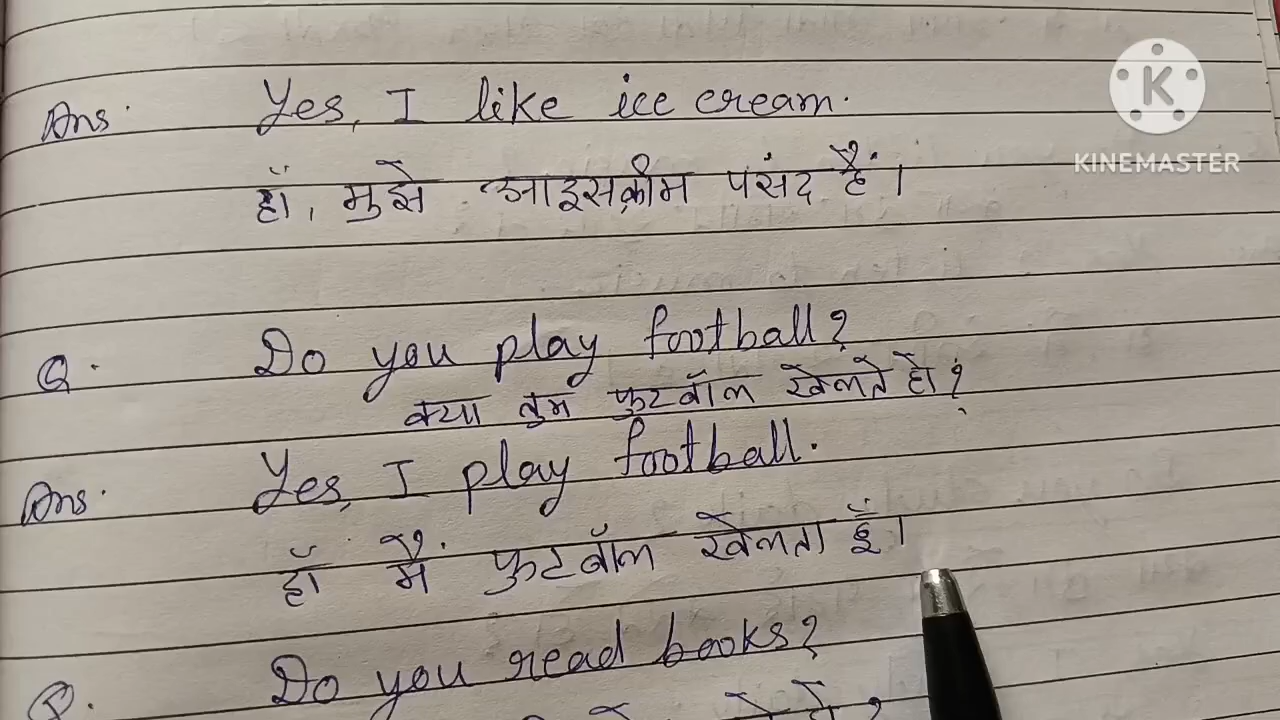 Ans. Yes, I like ice cream.
K
KINEMASTER
हाँ, मुझे आइसक्रीम पसंद हैं।
Q. Do you play football?
क्या तुम फुटबॉल खेलते हो?
Ans. Yes, I play football.
हाँ मैं फुटबॉल खेलता हूँ।
Q. Do you read books?